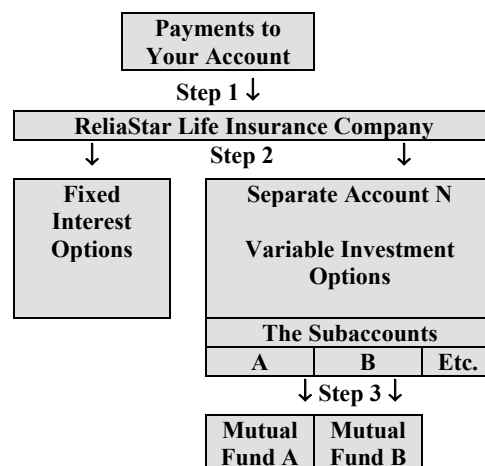 Payments to
Your Account
Step 1 ↓
ReliaStar Life Insurance Company
↓ Step 2 ↓
Fixed
Interest
Options
Separate Account N
Variable Investment
Options
The Subaccounts
A B Etc.
↓ Step 3 ↓
Mutual Mutual
Fund A Fund B